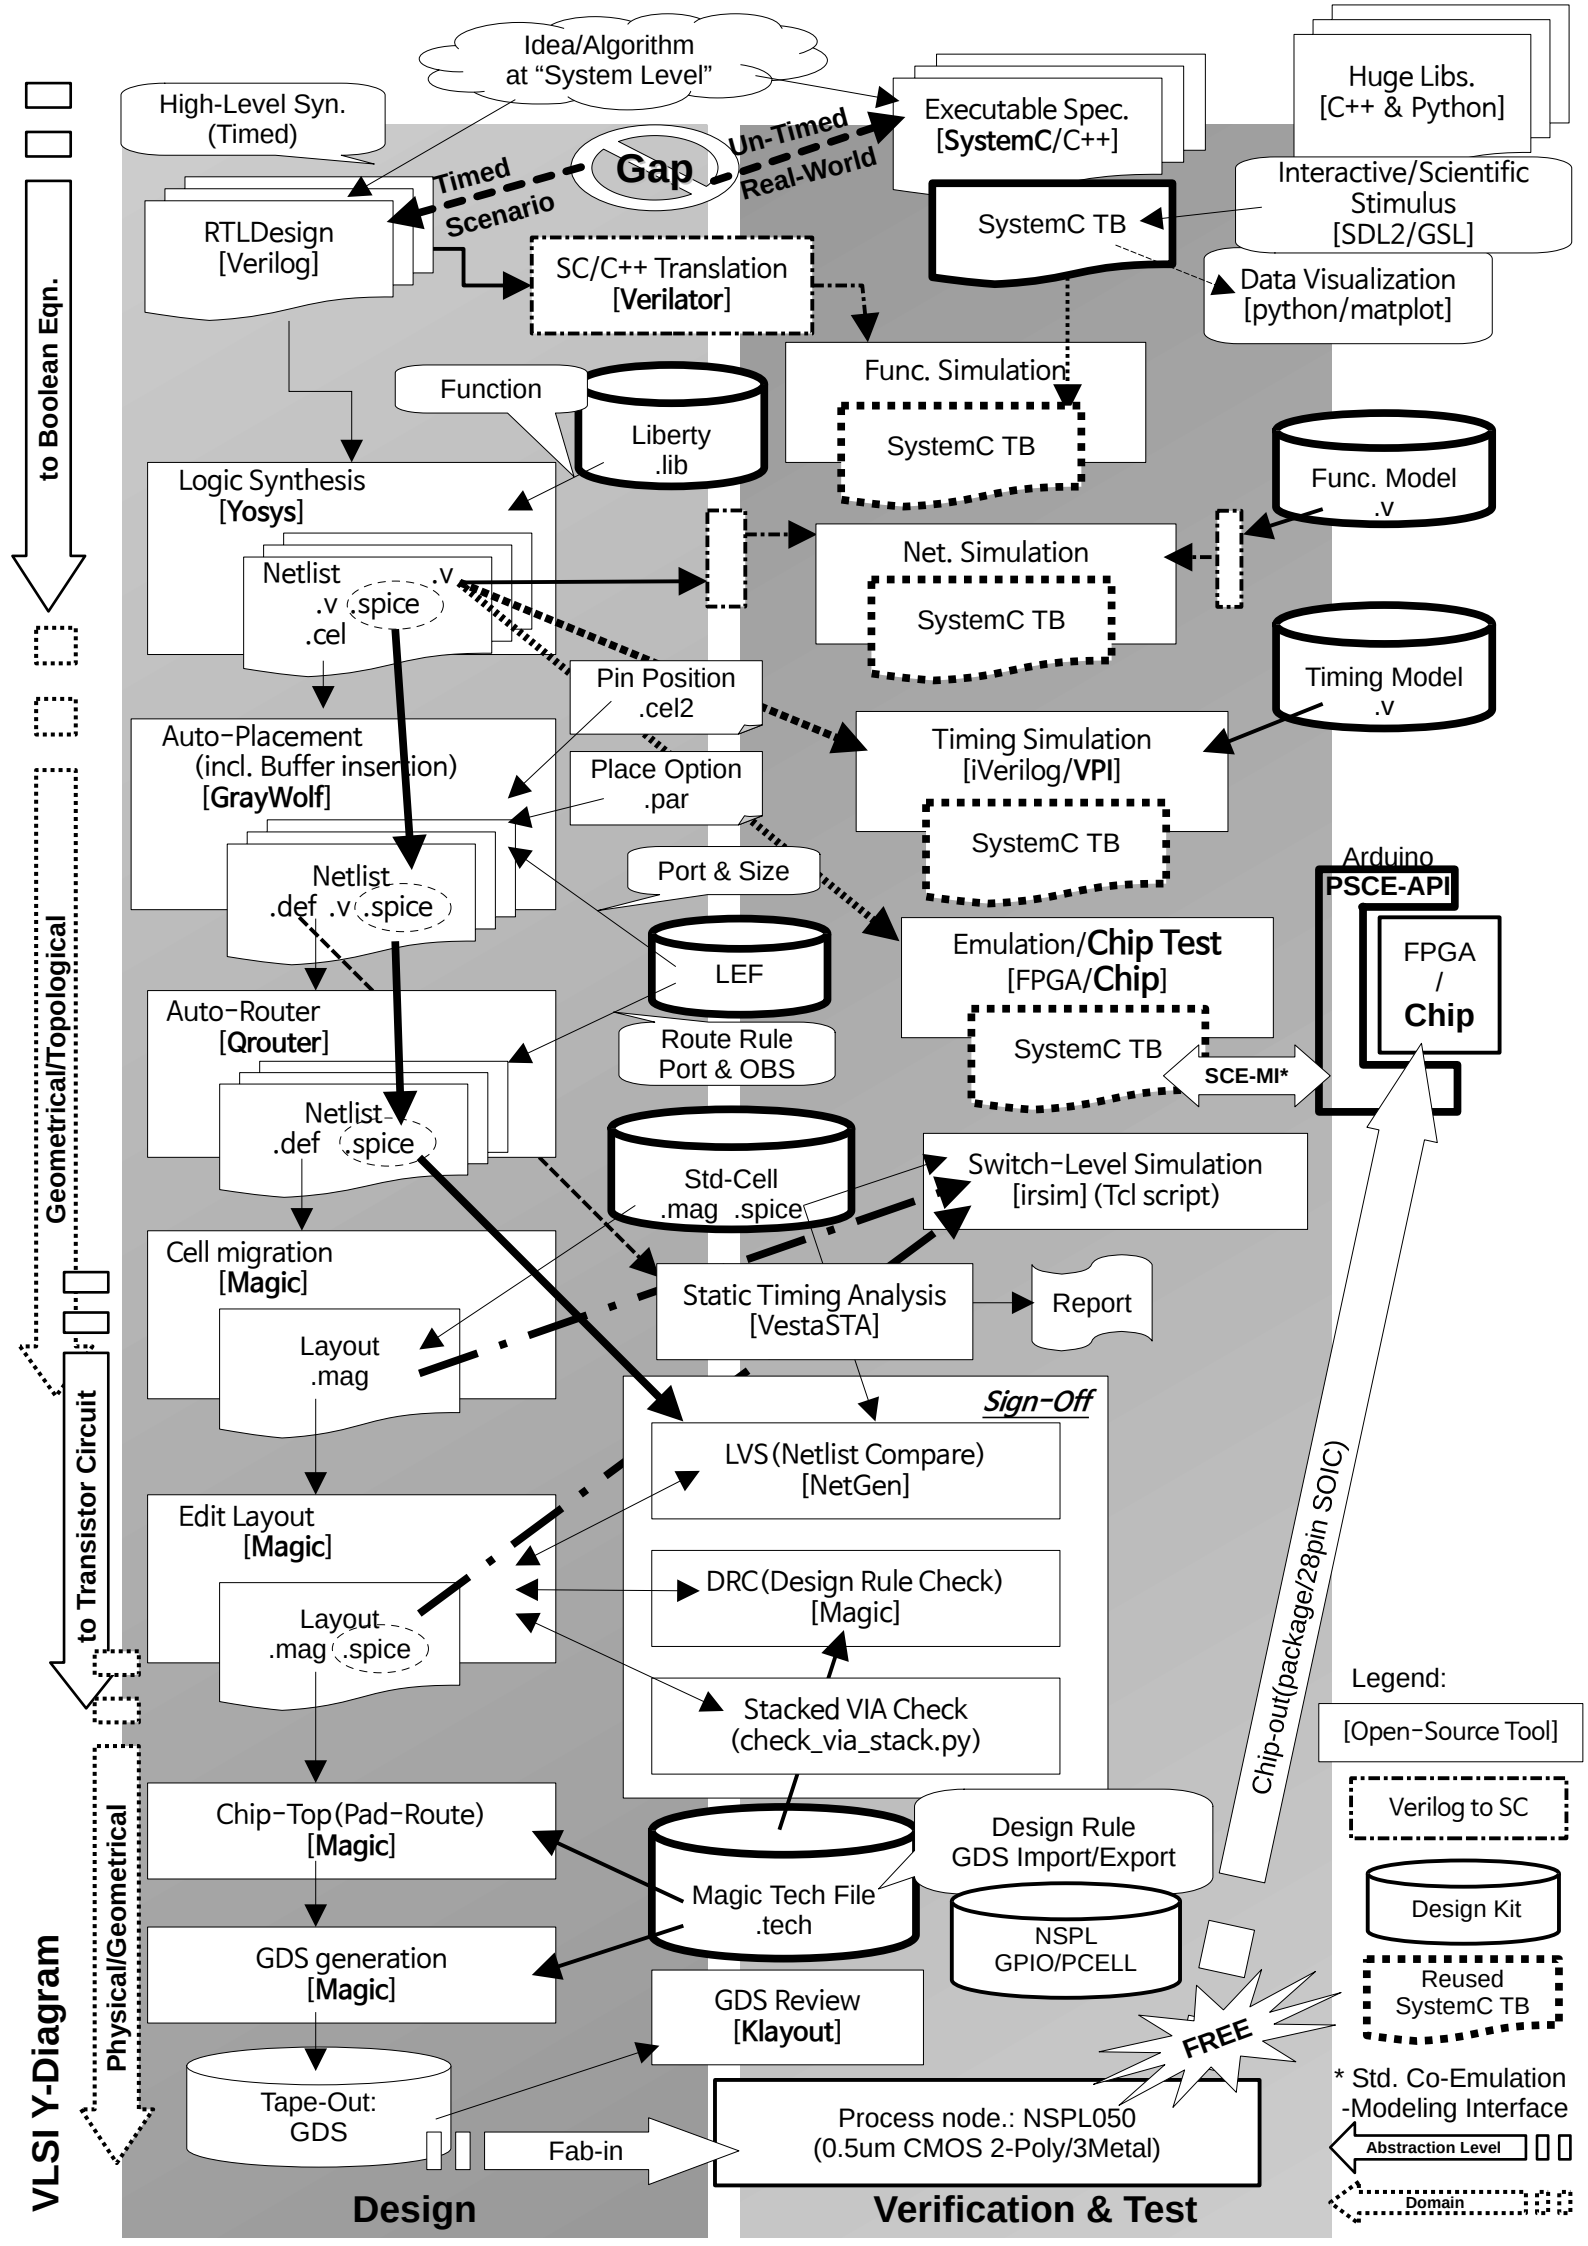 Idea/Algorithm
at “System Level”
High-Level Syn.
(Timed)
Executable Spec.
[SystemC/C++]
Huge Libs.
[C++ & Python]
Gap
Un-Timed
Real-World
Timed
Scenario
Interactive/Scientific
Stimulus
[SDL2/GSL]
SystemC TB
RTLDesign
[Verilog]
SC/C++ Translation
[Verilator]
Data Visualization
[python/matplot]
to Boolean Eqn.
Func. Simulation
SystemC TB
Function
Liberty
.lib
Logic Synthesis
[Yosys]
Func. Model
.v
Net. Simulation
SystemC TB
Netlist
.v
.v .spice
.cel
Pin Position
.cel2
Timing Model
.v
Auto-Placement
(incl. Buffer insertion)
[GrayWolf]
Place Option
.par
Timing Simulation
[iVerilog/VPI]
SystemC TB
Netlist
.def .v .spice
Port & Size
Arduino
PSCE-API
LEF
Emulation/Chip Test
[FPGA/Chip]
FPGA
/
Chip
Geometrical/Topological
Auto-Router
[Qrouter]
Route Rule
Port & OBS
SystemC TB
SCE-MI*
Netlist
.def .spice
Std-Cell
.mag .spice
Switch-Level Simulation
[irsim] (Tcl script)
Cell migration
[Magic]
Static Timing Analysis
[VestaSTA]
Report
Layout
.mag
Sign-Off
to Transistor Circuit
LVS(Netlist Compare)
[NetGen]
Edit Layout
[Magic]
DRC(Design Rule Check)
[Magic]
Layout
.mag .spice
Stacked VIA Check
(check_via_stack.py)
Chip-out(package/28pin SOIC)
Legend:
[Open-Source Tool]
Verilog to SC
Chip-Top(Pad-Route)
[Magic]
Design Rule
GDS Import/Export
Magic Tech File
.tech
Design Kit
NSPL
GPIO/PCELL
GDS generation
[Magic]
Physical/Geometrical
GDS Review
[Klayout]
Reused
SystemC TB
FREE
Tape-Out:
GDS
* Std. Co-Emulation
-Modeling Interface
Process node.: NSPL050
(0.5um CMOS 2-Poly/3Metal)
Fab-in
Abstraction Level
Domain
VLSI Y-Diagram
Design
Verification & Test